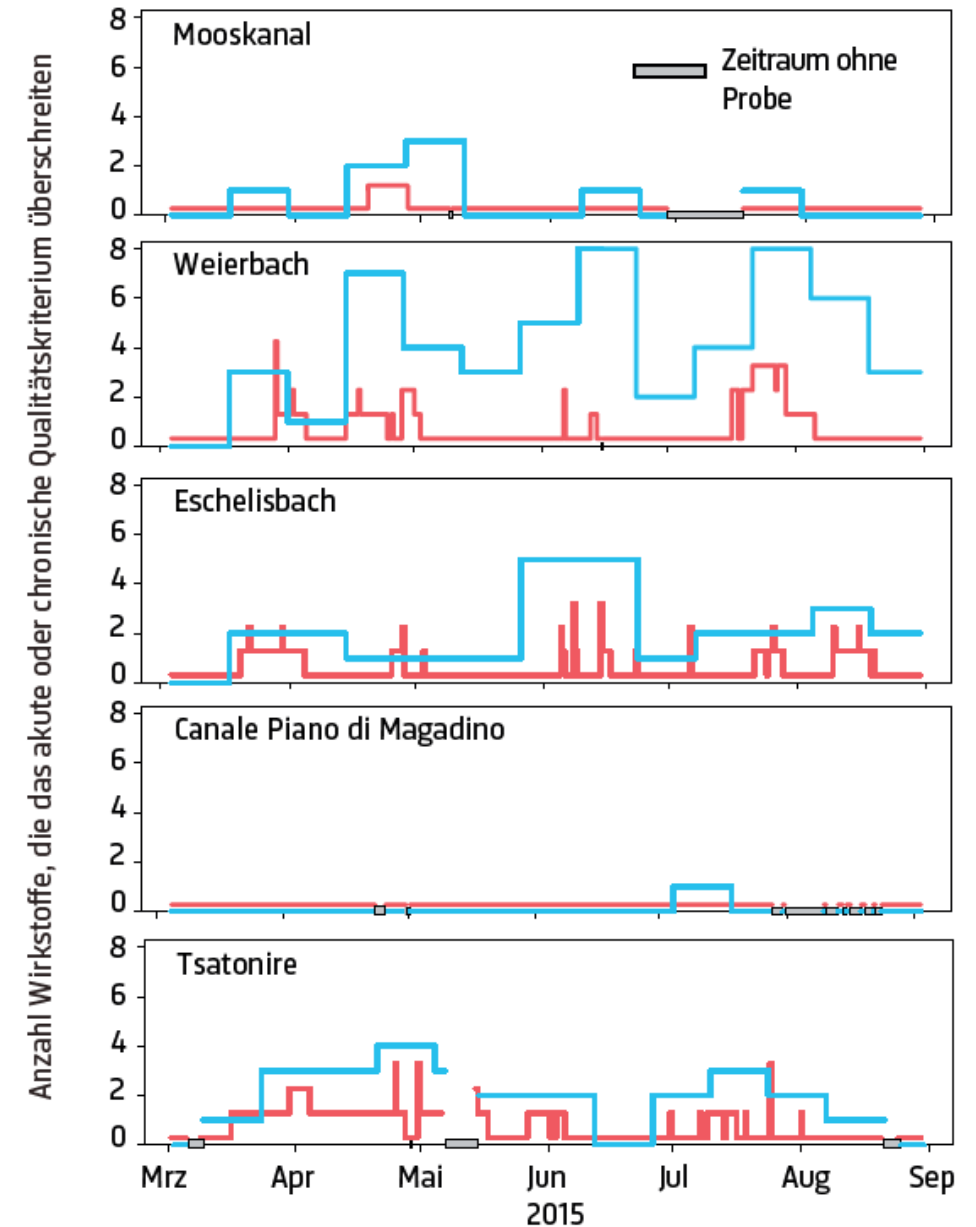 Anzahl Wirkstoffe, die das akute oder chronische Qualitätskriterium überschreiten
8
Mooskanal
Zeitraum ohne
Probe
6
4
2
0
8
Weierbach
6
4
2
0
8
Eschelisbach
6
4
2
0
8
Canale Piano di Magadino
6
4
2
0
8
Tsatonire
6
4
2
0
Mrz Apr Mai Jun Jul Aug Sep
2015